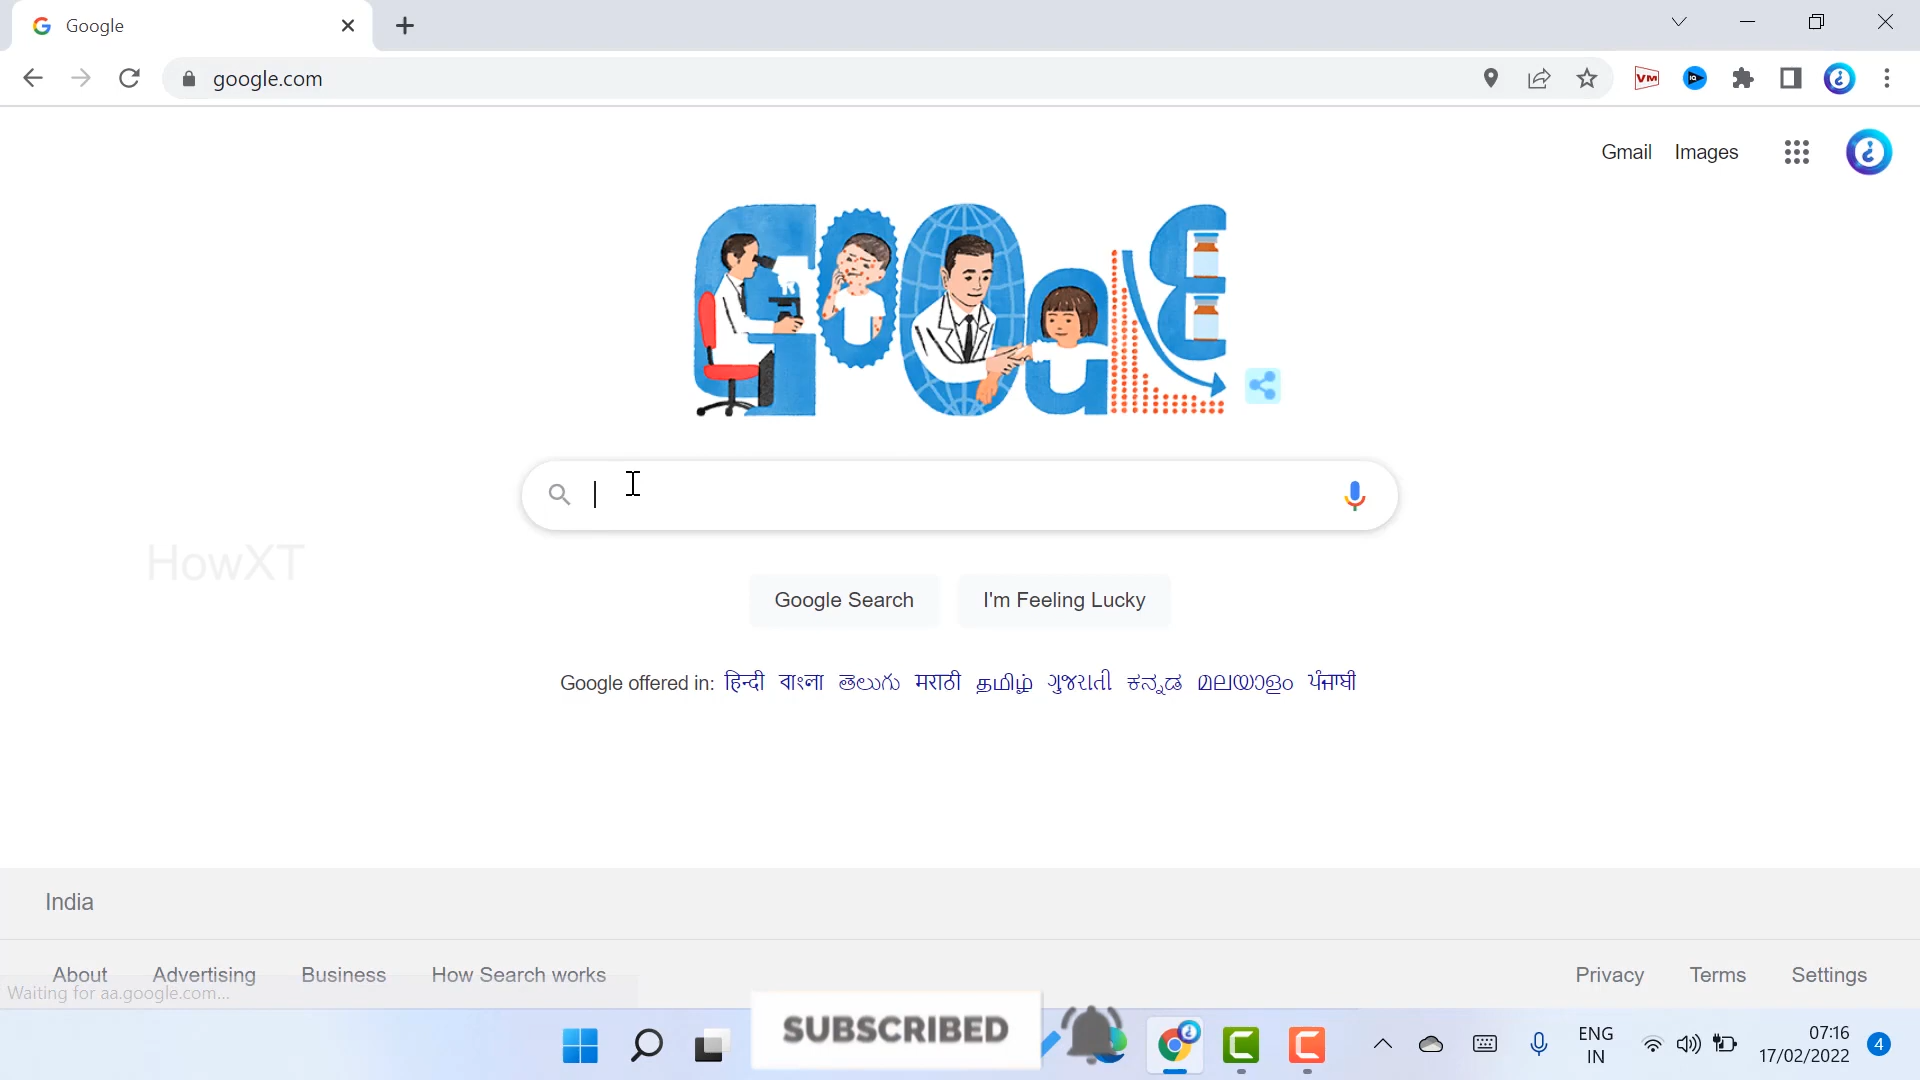 Google
google.com
VM
Gmail Images
Google
HowXT
Google Search I'm Feeling Lucky
Google offered in: हिन्दी বাংলা తెలుగు मराठी தமிழ் ગુજરાતી ಕನ್ನಡ മലയാളം ਪੰਜਾਬੀ
India
About Advertising Business How Search works Privacy Terms Settings
Waiting for aa.google.com...
SUBSCRIBED
ENG
IN
07:16
17/02/2022
4